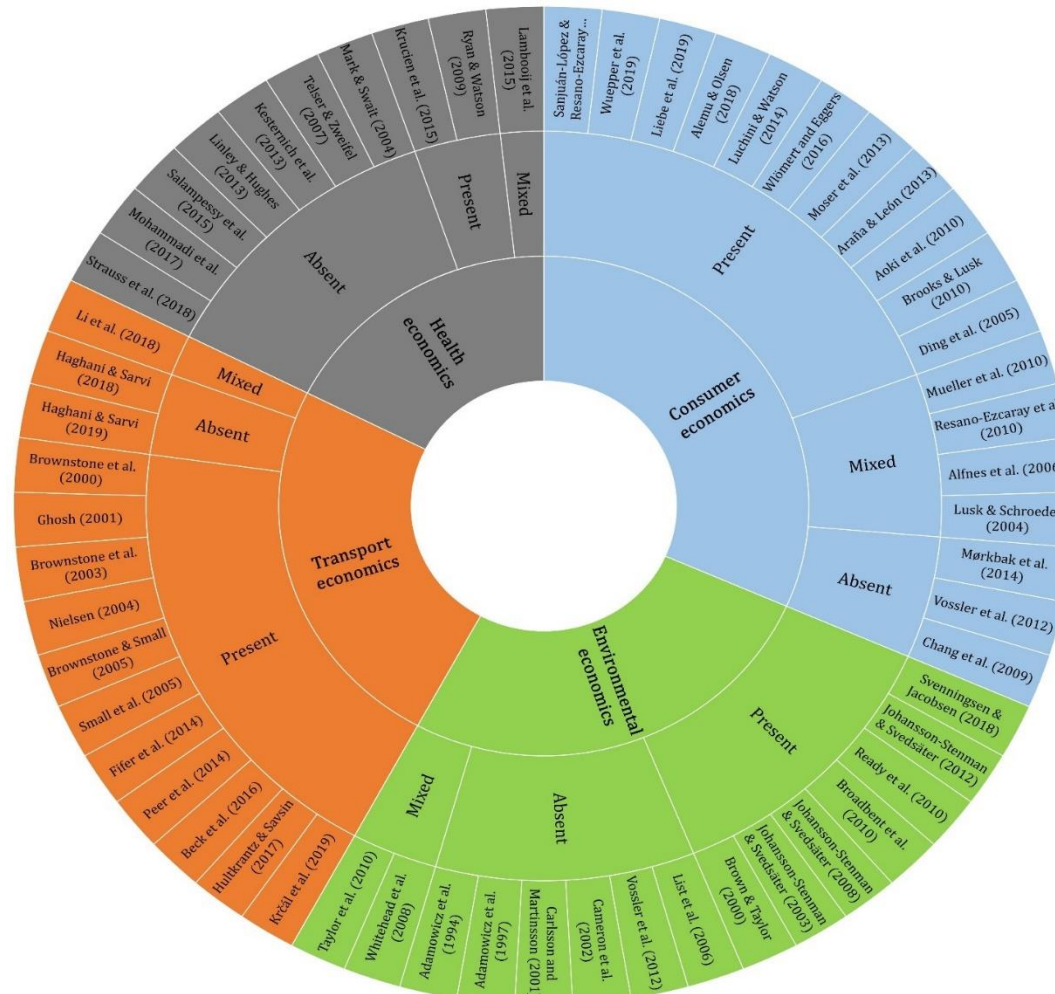 Consumer
economics
Present
Sanjuán-López &
Resano-Ezcaray ...
Wuepper et al.
(2019)
Liebe et al. (2019)
Alemu & Olsen
(2018)
Luchini & Watson
(2014)
Wlömert and Eggers
(2016)
Moser et al. (2013)
Araña & León (2013)
Aoki et al. (2010)
Brooks & Lusk
(2010)
Ding et al. (2005)
Mixed
Mueller et al. (2010)
Resano-Ezcaray et a
(2010)
Alfnes et al. (2006
Lusk & Schroede
(2004)
Absent
Mørkbak et al.
(2014)
Vossler et al. (2012)
Chang et al. (2009)
Environmental
economics
Present
Svenningsen &
Jacobsen (2018)
Johansson-Stenman
& Svedsäter (2012)
Ready et al. (2010)
Broadbent et al.
(2010)
Johansson-Stenman
& Svedsäter (2008)
Johansson-Stenman
& Svedsäter (2003)
Brown & Taylor
(2000)
Absent
List et al. (2006)
Vossler et al. (2012)
Cameron et al.
(2002)
Carlsson and
Martinsson (2001
Adamowicz et al.
(1997)
Adamowicz et al.
(1994)
Mixed
Whitehead et al.
(2008)
Taylor et al. (2010)
Transport
economics
Present
Krčál et al. (2019)
Hultkrantz & Savsin
(2017)
Beck et al. (2016)
Peer et al. (2014)
Fifer et al. (2014)
Small et al. (2005)
Brownstone & Small
(2005)
Nielsen (2004)
Brownstone et al.
(2003)
Ghosh (2001)
Brownstone et al.
(2000)
Absent
Haghani & Sarvi
(2019)
Haghani & Sarvi
(2018)
Mixed
Li et al. (2018)
Health
economics
Absent
Strauss et al. (2018)
Mohammadi et al.
(2017)
Salampessy et al.
(2015)
Linley & Hughes
(2013)
Kesternich et al.
(2013)
Telser & Zweifel
(2007)
Mark & Swait (2004)
Krucien et al. (2015)
Present
Ryan & Watson
(2009)
Mixed
Lambooij et al.
(2015)